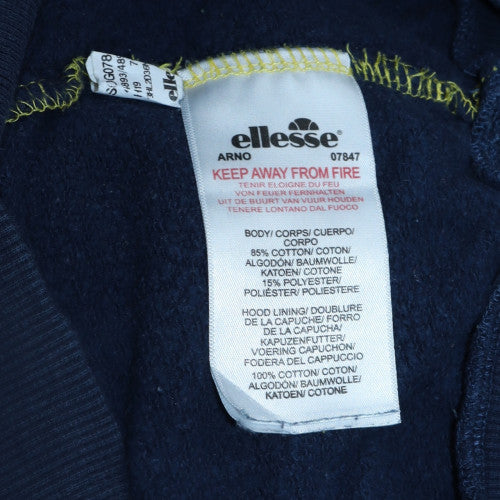 SUG078
ellesse
ARNO 07847
KEEP AWAY FROM FIRE
TENIR ELOIGNE DU FEU
VON FEUER FERNHALTEN
UIT DE BUURT VAN VUUR HOUDEN
TENERE LONTANO DAL FUOCO
BODY/ CORPS/ CUERPO/
CORPO
85% COTTON/ COTON/
ALGODÓN/ BAUMWOLLE/
KATOEN/ COTONE
15% POLYESTER/
POLIÉSTER/ POLIESTERE
HOOD LINING/ DOUBLURE
DE LA CAPUCHE/ FORRO
DE LA CAPUCHA/
KAPUZENFUTTER/
VOERING CAPUCHON/
FODERA DEL CAPPUCCIO
100% COTTON/ COTON/
ALGODÓN/ BAUMWOLLE/
KATOEN/ COTONE